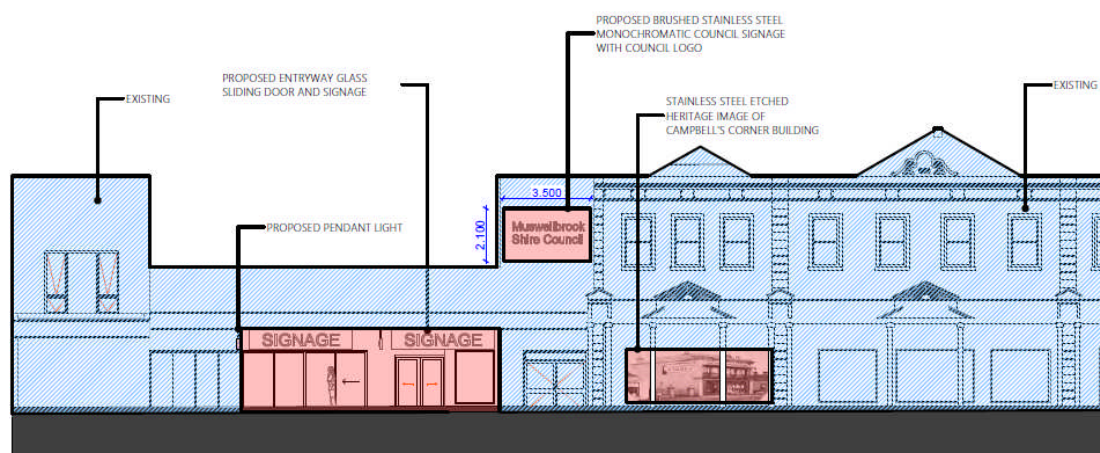 PROPOSED BRUSHED STAINLESS STEEL
MONOCHROMATIC COUNCIL SIGNAGE
WITH COUNCIL LOGO
PROPOSED ENTRYWAY GLASS
SLIDING DOOR AND SIGNAGE
EXISTING
STAINLESS STEEL ETCHED
HERITAGE IMAGE OF
CAMPBELL'S CORNER BUILDING
EXISTING
3.500
2.100
Muswellbrook
Shire Council
PROPOSED PENDANT LIGHT
SIGNAGE
SIGNAGE